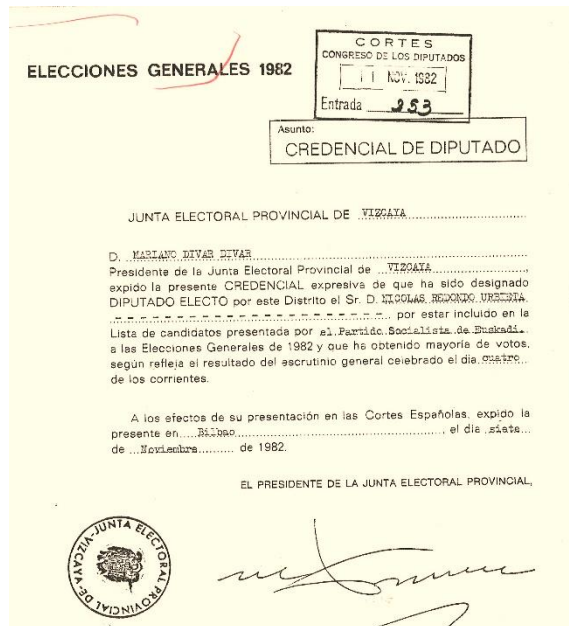 ELECCIONES GENERALES 1982
CORTES
CONGRESO DE LOS DIPUTADOS
11 NOV. 1982
Entrada 253
Asunto:
CREDENCIAL DE DIPUTADO
JUNTA ELECTORAL PROVINCIAL DE VIZCAYA
D. MARIANO DIVAR DIVAR
Presidente de la Junta Electoral Provincial de VIZCAYA,
expido la presente CREDENCIAL expresiva de que ha sido designado
DIPUTADO ELECTO por este Distrito el Sr. D. NICOLAS REDONDO URBIETA
por estar incluido en la
Lista de candidatos presentada por el Partido Socialista de Euskadi.
a las Elecciones Generales de 1982 y que ha obtenido mayoría de votos,
según refleja el resultado del escrutinio general celebrado el día cuatro
de los corrientes.
A los efectos de su presentación en las Cortes Españolas, expido la
presente en Bilbao, el día siete
de Noviembre de 1982.
EL PRESIDENTE DE LA JUNTA ELECTORAL PROVINCIAL,
JUNTA ELECTORAL PROVINCIAL DE VIZCAYA